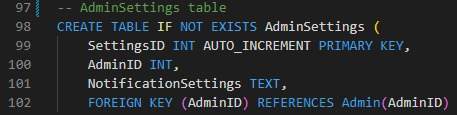 97 -- AdminSettings table
98 CREATE TABLE IF NOT EXISTS AdminSettings (
99 SettingsID INT AUTO_INCREMENT PRIMARY KEY,
100 AdminID INT,
101 NotificationSettings TEXT,
102 FOREIGN KEY (AdminID) REFERENCES Admin(AdminID)